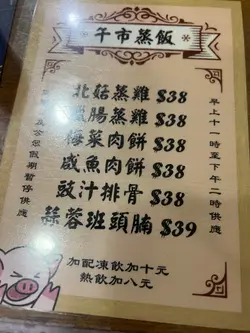 午市蒸飯
北菇蒸雞 $38
腸蒸雞 $38
梅菜肉餅 $38
咸魚肉餅 $38
豉汁排骨 $38
蒜蓉班頭腩 $39
早上十一時至下午二時供應
公眾假期暫停供應
加配凍飲加十元
熱飲加八元